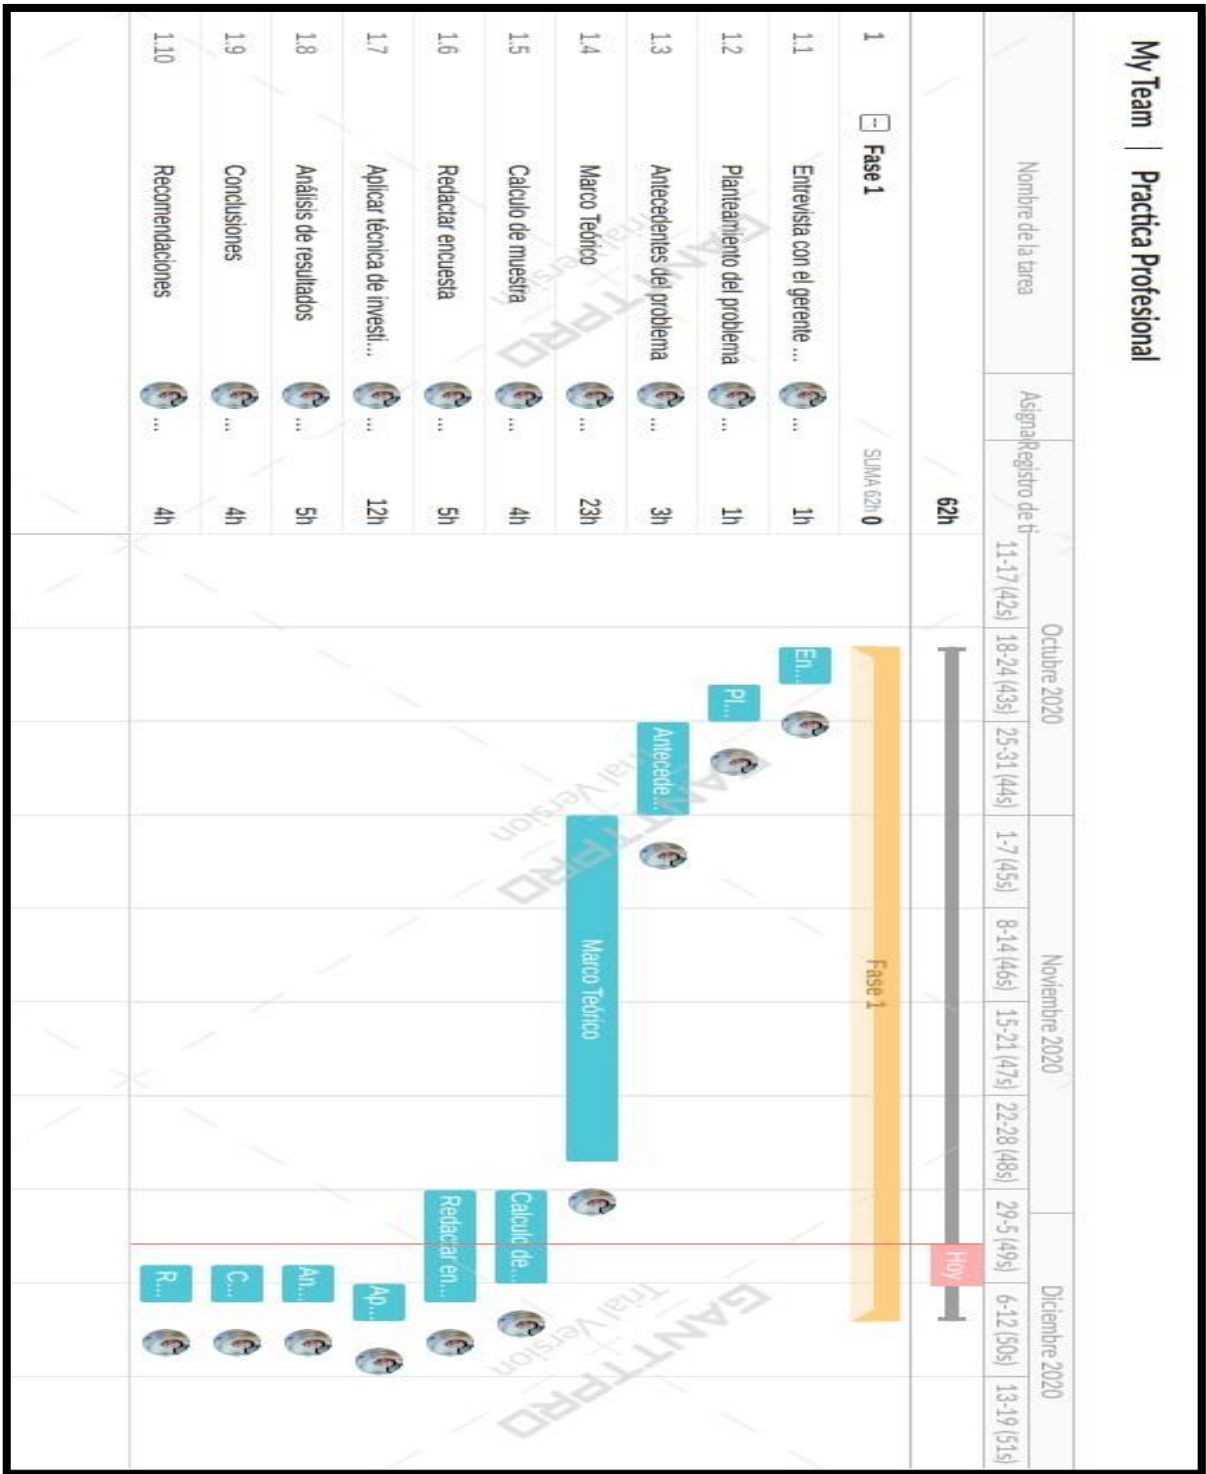 My Team | Practica Profesional
Nombre de la tarea
Asigna
Registro de ti
Octubre 2020
Noviembre 2020
Diciembre 2020
11-17 (42s)
18-24 (43s)
25-31 (44s)
1-7 (45s)
8-14 (46s)
15-21 (47s)
22-28 (48s)
29-5 (49s)
6-12 (50s)
13-19 (51s)
62h
Hoy
1
Fase 1
SUMA 62h 0
Fase 1
1.1 Entrevista con el gerente ... ... 1h
En...
1.2 Planteamiento del problema ... 1h
Pl...
1.3 Antecedentes del problema ... 3h
Antecede...
1.4 Marco Teórico ... 23h
Marco Teórico
1.5 Calculo de muestra ... 4h
Calculo de...
1.6 Redactar encuesta ... 5h
Redactar en...
1.7 Aplicar técnica de investi... ... 12h
Ap...
1.8 Análisis de resultados ... 5h
An...
1.9 Conclusiones ... 4h
C...
1.10 Recomendaciones ... 4h
R...
GANTTPRO
Trial Version
GANTTPRO
Trial Version
GANTTPRO
Trial Version